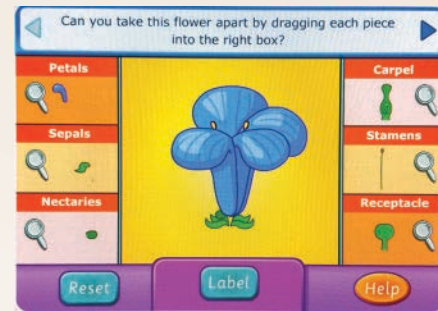 Can you take this flower apart by dragging each piece
into the right box?
Petals
Sepals
Nectaries
Carpel
Stamens
Receptacle
Reset
Label
Help